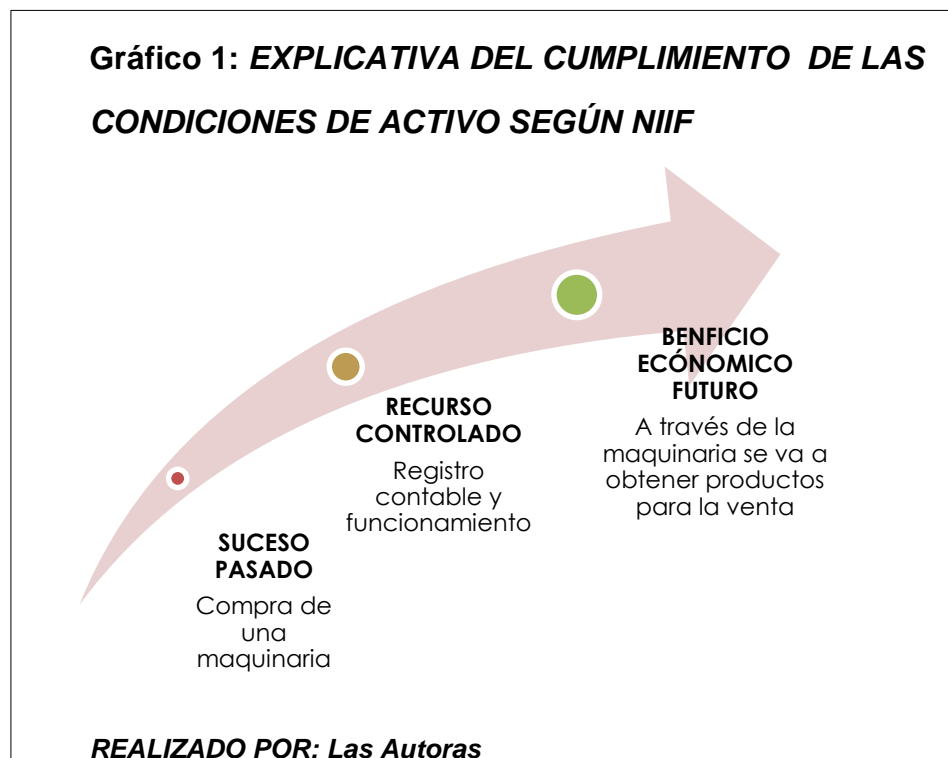 Gráfico 1: EXPLICATIVA DEL CUMPLIMIENTO DE LAS
CONDICIONES DE ACTIVO SEGÚN NIIF
SUCESO
PASADO
Compra de
una
maquinaria
RECURSO
CONTROLADO
Registro
contable y
funcionamiento
BENFICIO
ECÓNOMICO
FUTURO
A través de la
maquinaria se va a
obtener productos
para la venta
REALIZADO POR: Las Autoras